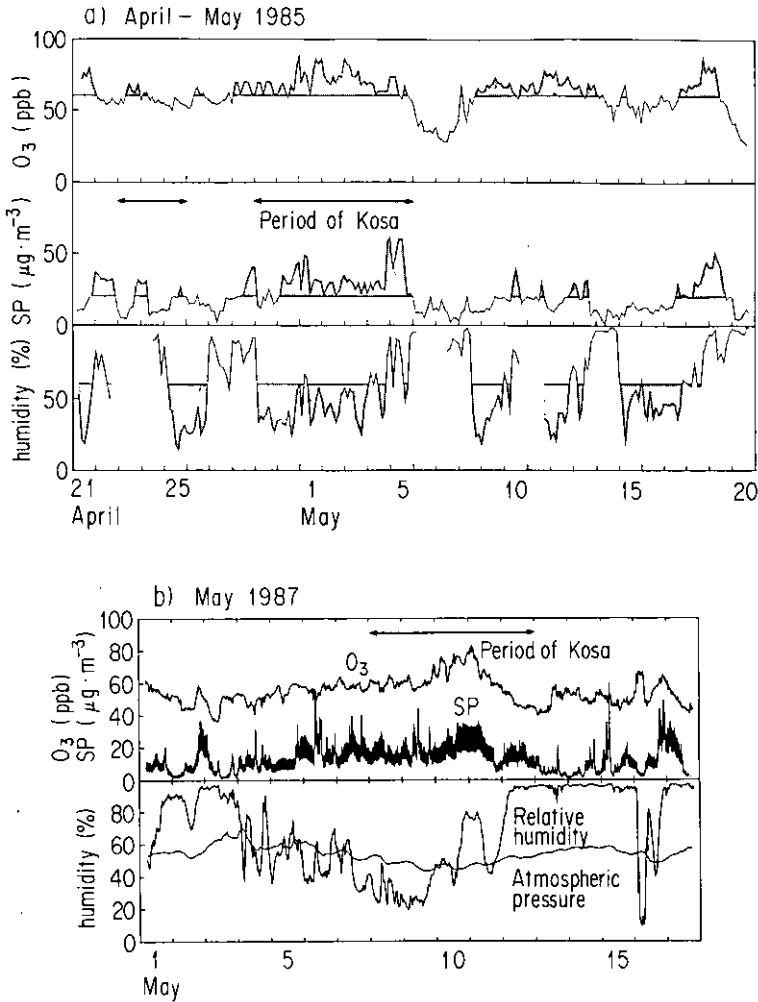 a) April – May 1985
100
50
0
O₃ (ppb)
Period of Kosa
50
0
SP (μg·m⁻³)
50
0
humidity (%)
21 25 1 5 10 15 20
April May
b) May 1987
100
80
60
40
20
0
O₃ (ppb)
SP (μg·m⁻³)
Period of Kosa
O₃
SP
80
60
40
20
0
humidity (%)
Relative humidity
Atmospheric pressure
1 5 10 15
May